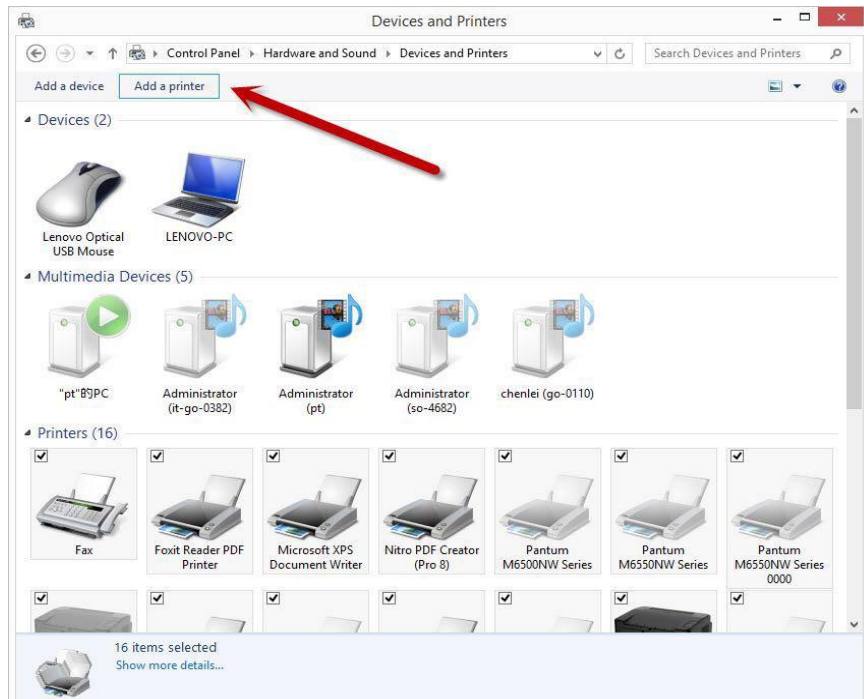 Devices and Printers
Control Panel
Hardware and Sound
Devices and Printers
Search Devices and Printers
Add a device
Add a printer
Devices (2)
Lenovo Optical
USB Mouse
LENOVO-PC
Multimedia Devices (5)
"pt"的PC
Administrator
(it-go-0382)
Administrator
(pt)
Administrator
(so-4682)
chenlei (go-0110)
Printers (16)
Fax
Foxit Reader PDF
Printer
Microsoft XPS
Document Writer
Nitro PDF Creator
(Pro 8)
Pantum
M6500NW Series
Pantum
M6550NW Series
Pantum
M6550NW Series
0000
16 items selected
Show more details...